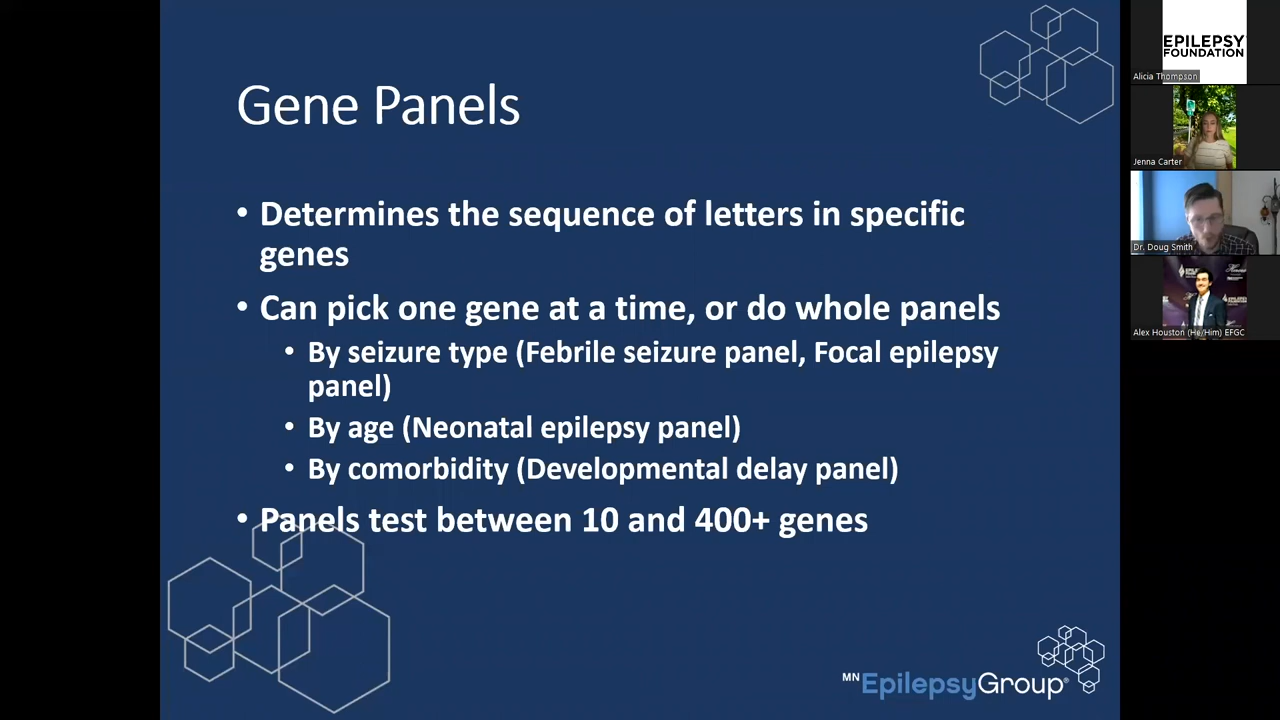 Gene Panels
• Determines the sequence of letters in specific
genes
• Can pick one gene at a time, or do whole panels
• By seizure type (Febrile seizure panel, Focal epilepsy
panel)
• By age (Neonatal epilepsy panel)
• By comorbidity (Developmental delay panel)
• Panels test between 10 and 400+ genes
MN EpilepsyGroup®
EPILEPSY
FOUNDATION
Alicia Thompson
Jenna Carter
Dr. Doug Smith
Alex Houston (He/Him) EFGC